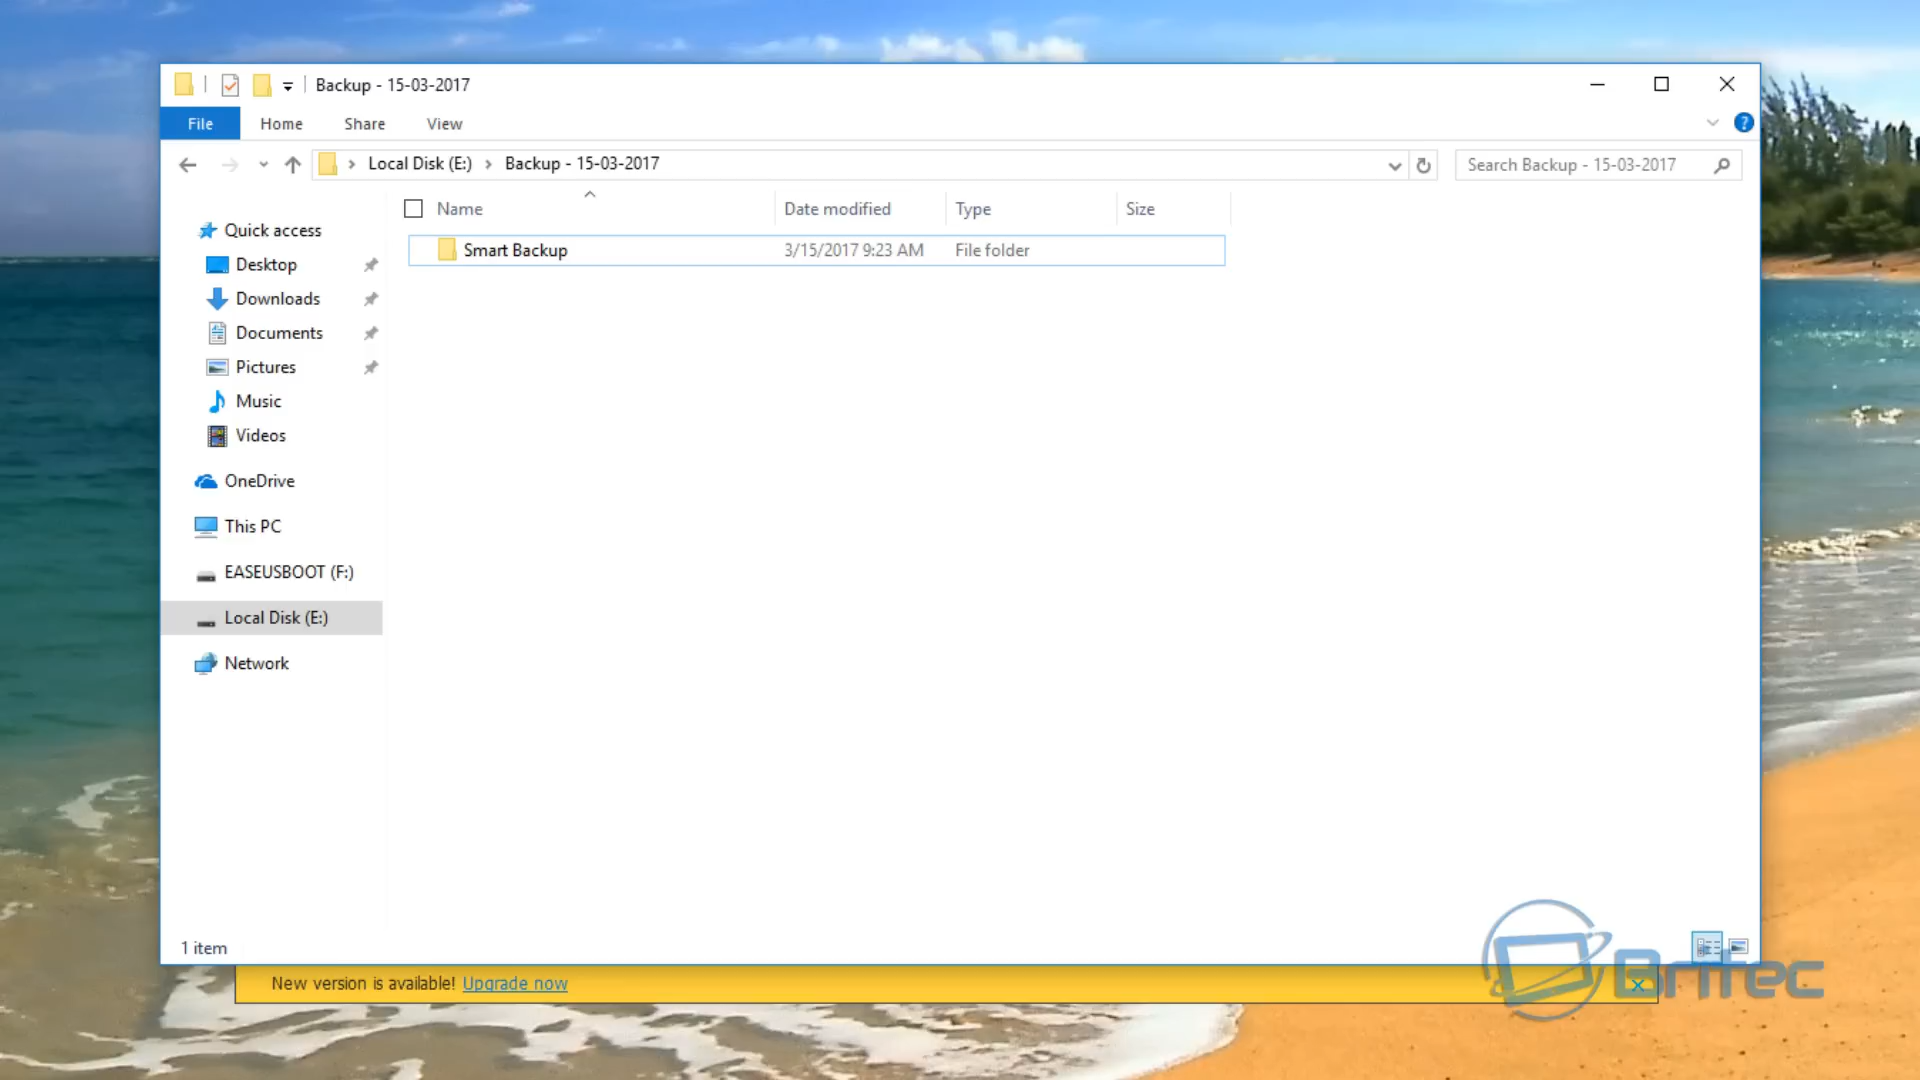 Backup - 15-03-2017
File Home Share View
Local Disk (E:) Backup - 15-03-2017 Search Backup - 15-03-2017
Name Date modified Type Size
Smart Backup 3/15/2017 9:23 AM File folder
Quick access
Desktop
Downloads
Documents
Pictures
Music
Videos
OneDrive
This PC
EASEUSBOOT (F:)
Local Disk (E:)
Network
1 item
New version is available! Upgrade now
Britec